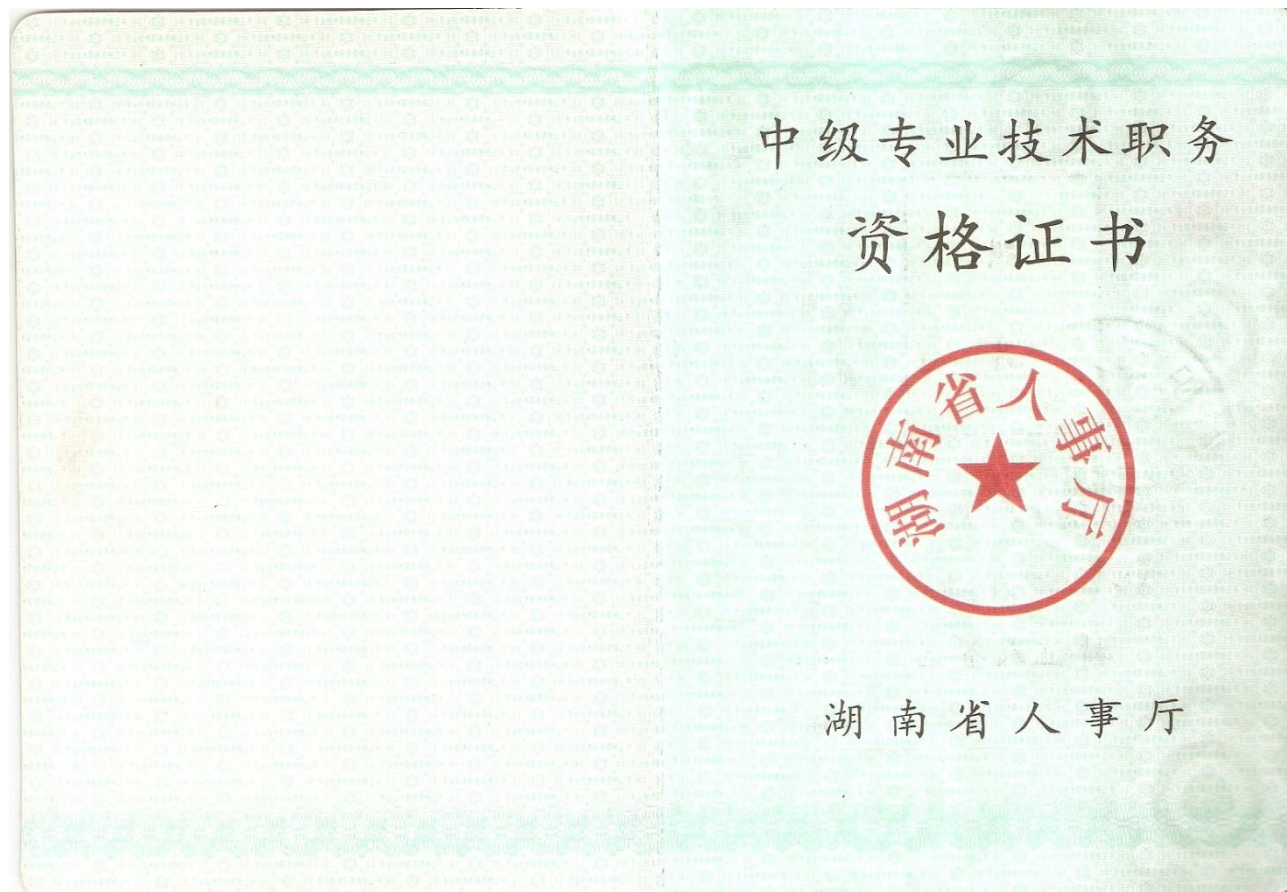 中级专业技术职务
资格证书
湖南省人事厅
湖南省人事厅